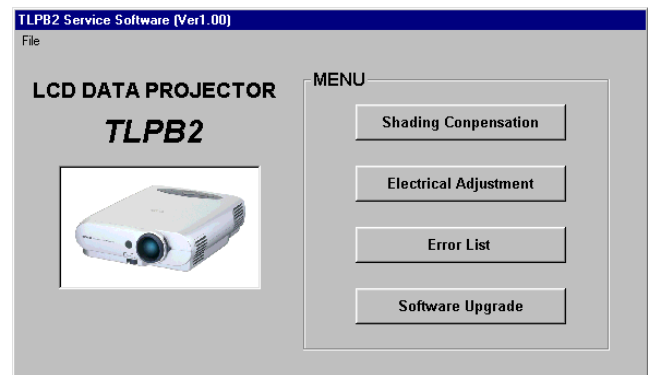 TLPB2 Service Software (Ver1.00)
File
LCD DATA PROJECTOR
TLPB2
MENU
Shading Conpensation
Electrical Adjustment
Error List
Software Upgrade